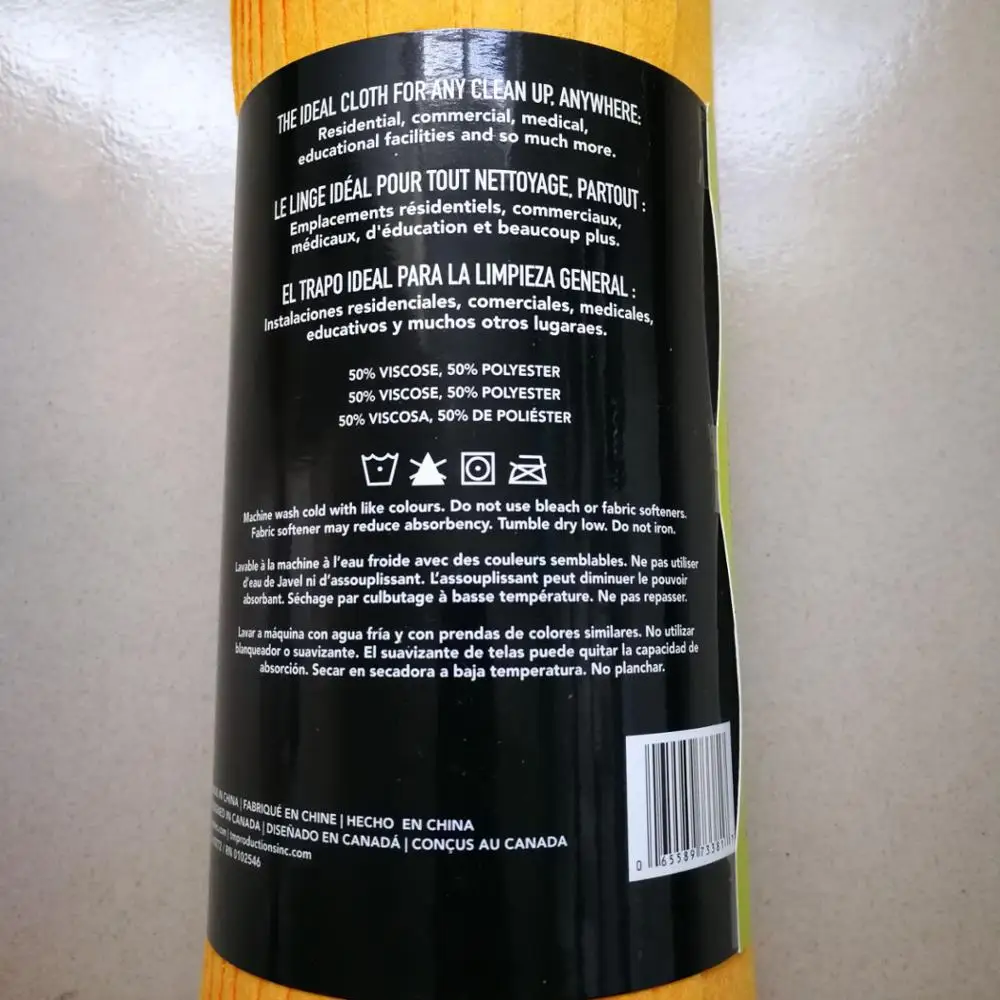 THE IDEAL CLOTH FOR ANY CLEAN UP, ANYWHERE:
Residential, commercial, medical,
educational facilities and so much more.
LE LINGE IDÉAL POUR TOUT NETTOYAGE, PARTOUT :
Emplacements résidentiels, commerciaux,
médicaux, d'éducation et beaucoup plus.
EL TRAPO IDEAL PARA LA LIMPIEZA GENERAL :
Instalaciones residenciales, comerciales, medicales,
educativos y muchos otros lugaraes.
50% VISCOSE, 50% POLYESTER
50% VISCOSE, 50% POLYESTER
50% VISCOSA, 50% DE POLIÉSTER
Machine wash cold with like colours. Do not use bleach or fabric softeners.
Fabric softener may reduce absorbency. Tumble dry low. Do not iron.
Lavable à la machine à l'eau froide avec des couleurs semblables. Ne pas utiliser
d'eau de Javel ni d'assouplissant. L'assouplissant peut diminuer le pouvoir
absorbant. Séchage par culbutage à basse température. Ne pas repasser.
Lavar a máquina con agua fría y con prendas de colores similares. No utilizar
blanqueador o suavizante. El suavizante de telas puede quitar la capacidad de
absorción. Secar en secadora a baja temperatura. No planchar.
IN CHINA | FABRIQUÉ EN CHINE | HECHO EN CHINA
IN CANADA | DISEÑADO EN CANADÁ | CONÇUS AU CANADA
| tmproductionsinc.com
/ RN 0102546
0 65589 73381